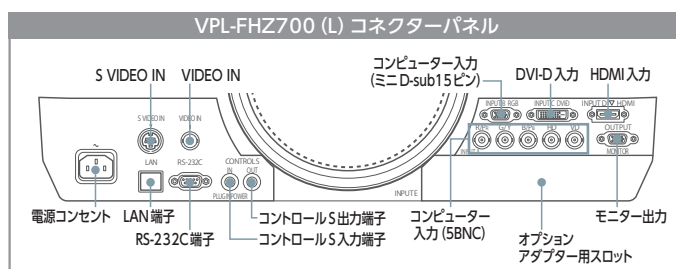 VPL-FHZ700 (L) コネクターパネル
S VIDEO IN
VIDEO IN
コンピューター入力
(ミニD-sub15ピン)
DVI-D入力
HDMI入力
S VIDEO IN
VIDEO IN
INPUT B RGB
INPUT C DVI-D
INPUT D HDMI
R/PR
G/Y
B/PB
HD
VD
OUTPUT
MONITOR
INPUT A
LAN
RS-232C
CONTROL S
IN
OUT
PLUG IN POWER
INPUT E
電源コンセント
LAN端子
RS-232C端子
コントロールS出力端子
コントロールS入力端子
コンピューター
入力 (5BNC)
オプション
アダプター用スロット
モニター出力